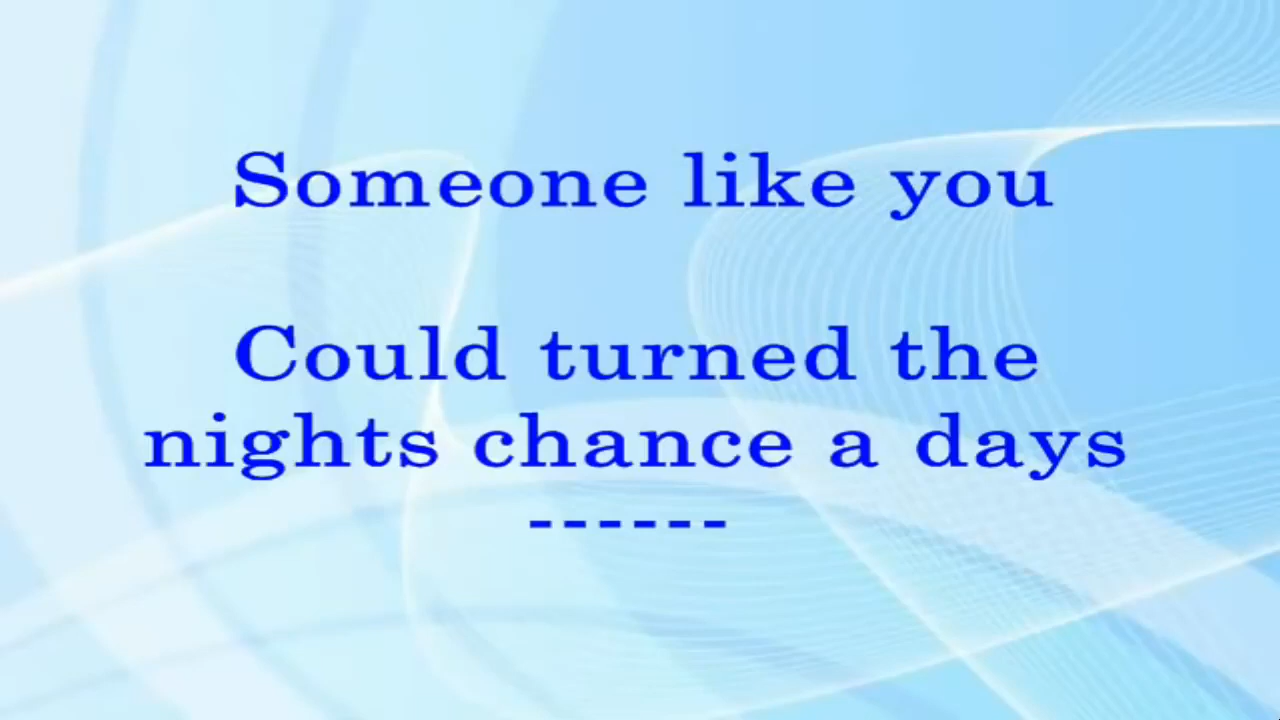 Someone like you
Could turned the
nights chance a days
------